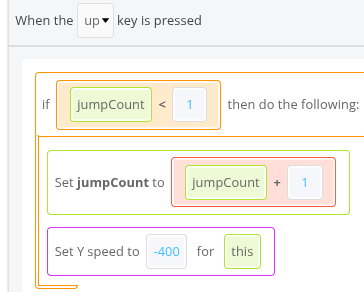 When the up key is pressed
if jumpCount < 1 then do the following:
Set jumpCount to jumpCount + 1
Set Y speed to -400 for this